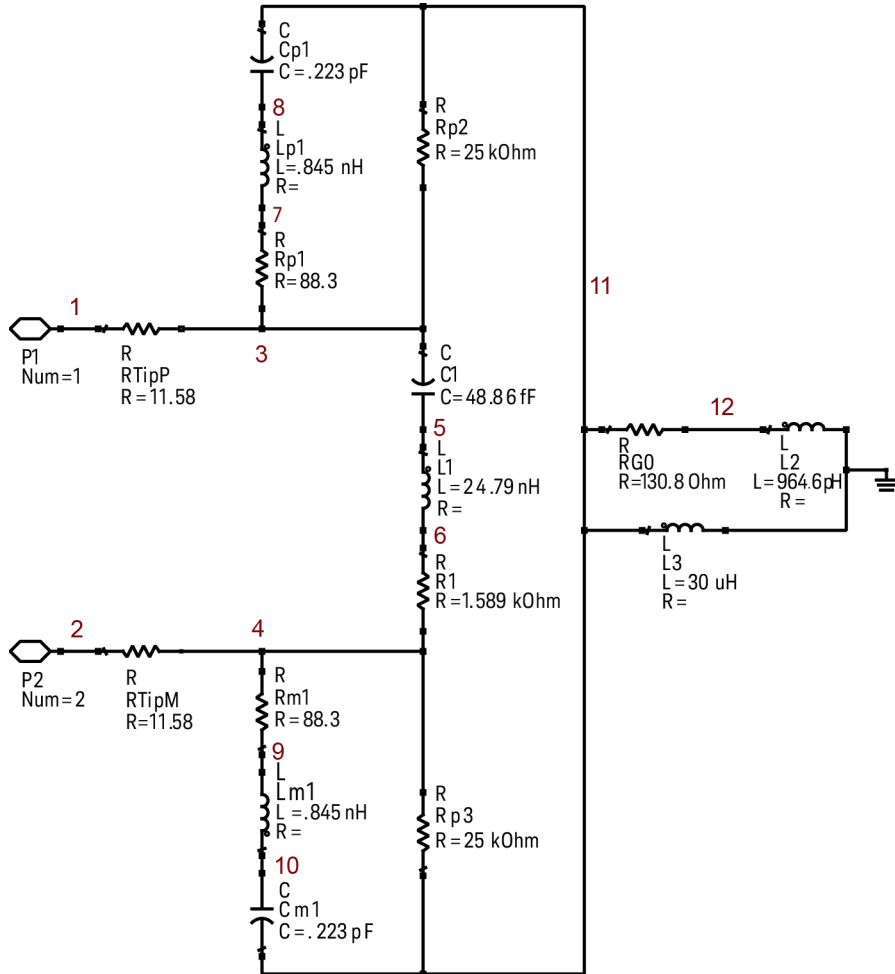 C
Cp1
C=.223 pF
8
L
Lp1
L=.845 nH
R=
7
R
Rp1
R=88.3
R
Rp2
R=25 kOhm
11
1
3
P1
Num=1
R
RTipP
R=11.58
C
C1
C=48.86 fF
5
L
L1
L=24.79 nH
R=
6
R
R1
R=1.589 kOhm
12
R
RG0
R=130.8 Ohm
L
L2
L=964.6pH
R=
L
L3
L=30 uH
R=
2
4
P2
Num=2
R
RTipM
R=11.58
R
Rm1
R=88.3
9
L
Lm1
L=.845 nH
R=
10
C
Cm1
C=.223 pF
R
Rp3
R=25 kOhm